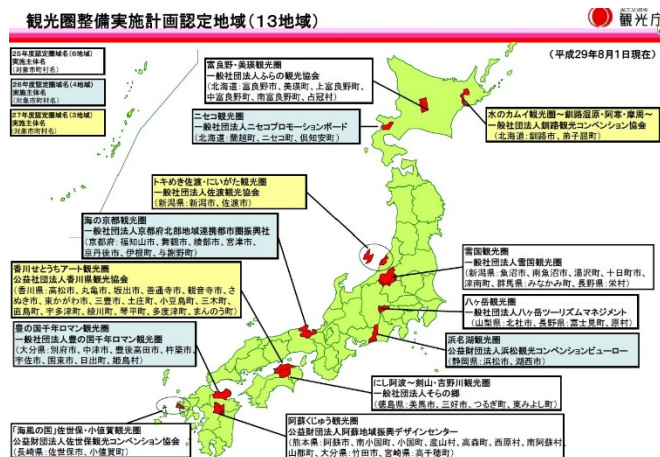 観光圏整備実施計画認定地域(13地域)
観光庁
(平成29年8月1日現在)
25年度認定圏域名(6地域)
実施主体名
(対象市町村名)
26年度認定圏域名(4地域)
実施主体名
(対象市町村名)
27年度認定圏域名(3地域)
実施主体名
(対象市町村名)
富良野・美瑛観光圏
一般社団法人ふらの観光協会
(北海道:富良野市、美瑛町、上富良野町、
中富良野町、南富良野町、占冠村)
ニセコ観光圏
一般社団法人ニセコプロモーションボード
(北海道:蘭越町、ニセコ町、倶知安町)
水のカムイ観光圏~釧路湿原・阿寒・摩周~
一般社団法人釧路観光コンベンション協会
(北海道:釧路市、弟子屈町)
トキめき佐渡・にいがた観光圏
一般社団法人佐渡観光協会
(新潟県:新潟市、佐渡市)
海の京都観光圏
一般社団法人京都府北部地域連携都市圏振興社
(京都府:福知山市、舞鶴市、綾部市、宮津市、
京丹後市、伊根町、与謝野町)
雪国観光圏
一般社団法人雪国観光圏
(新潟県:魚沼市、南魚沼市、湯沢町、十日町市、
津南町、群馬県:みなかみ町、長野県:栄村)
香川せとうちアート観光圏
公益社団法人香川県観光協会
(香川県:高松市、丸亀市、坂出市、善通寺市、観音寺市、さ
ぬき市、東かがわ市、三豊市、土庄町、小豆島町、三木町、
直島町、宇多津町、綾川町、琴平町、多度津町、まんのう町)
八ヶ岳観光圏
一般社団法人八ヶ岳ツーリズムマネジメント
(山梨県:北杜市、長野県:富士見町、原村)
豊の国千年ロマン観光圏
一般社団法人豊の国千年ロマン観光圏
(大分県:別府市、中津市、豊後高田市、杵築市、
宇佐市、国東市、日出町、姫島村)
浜名湖観光圏
公益財団法人浜松観光コンベンションビューロー
(静岡県:浜松市、湖西市)
にし阿波~剣山・吉野川観光圏
一般社団法人そらの郷
(徳島県:美馬市、三好市、つるぎ町、東みよし町)
「海風の国」佐世保・小値賀観光圏
公益財団法人佐世保観光コンベンション協会
(長崎県:佐世保市、小値賀町)
阿蘇くじゅう観光圏
公益財団法人阿蘇地域振興デザインセンター
(熊本県:阿蘇市、南小国町、小国町、産山村、高森町、西原村、南阿蘇村、
山都町、大分県:竹田市、宮崎県:高千穂町)